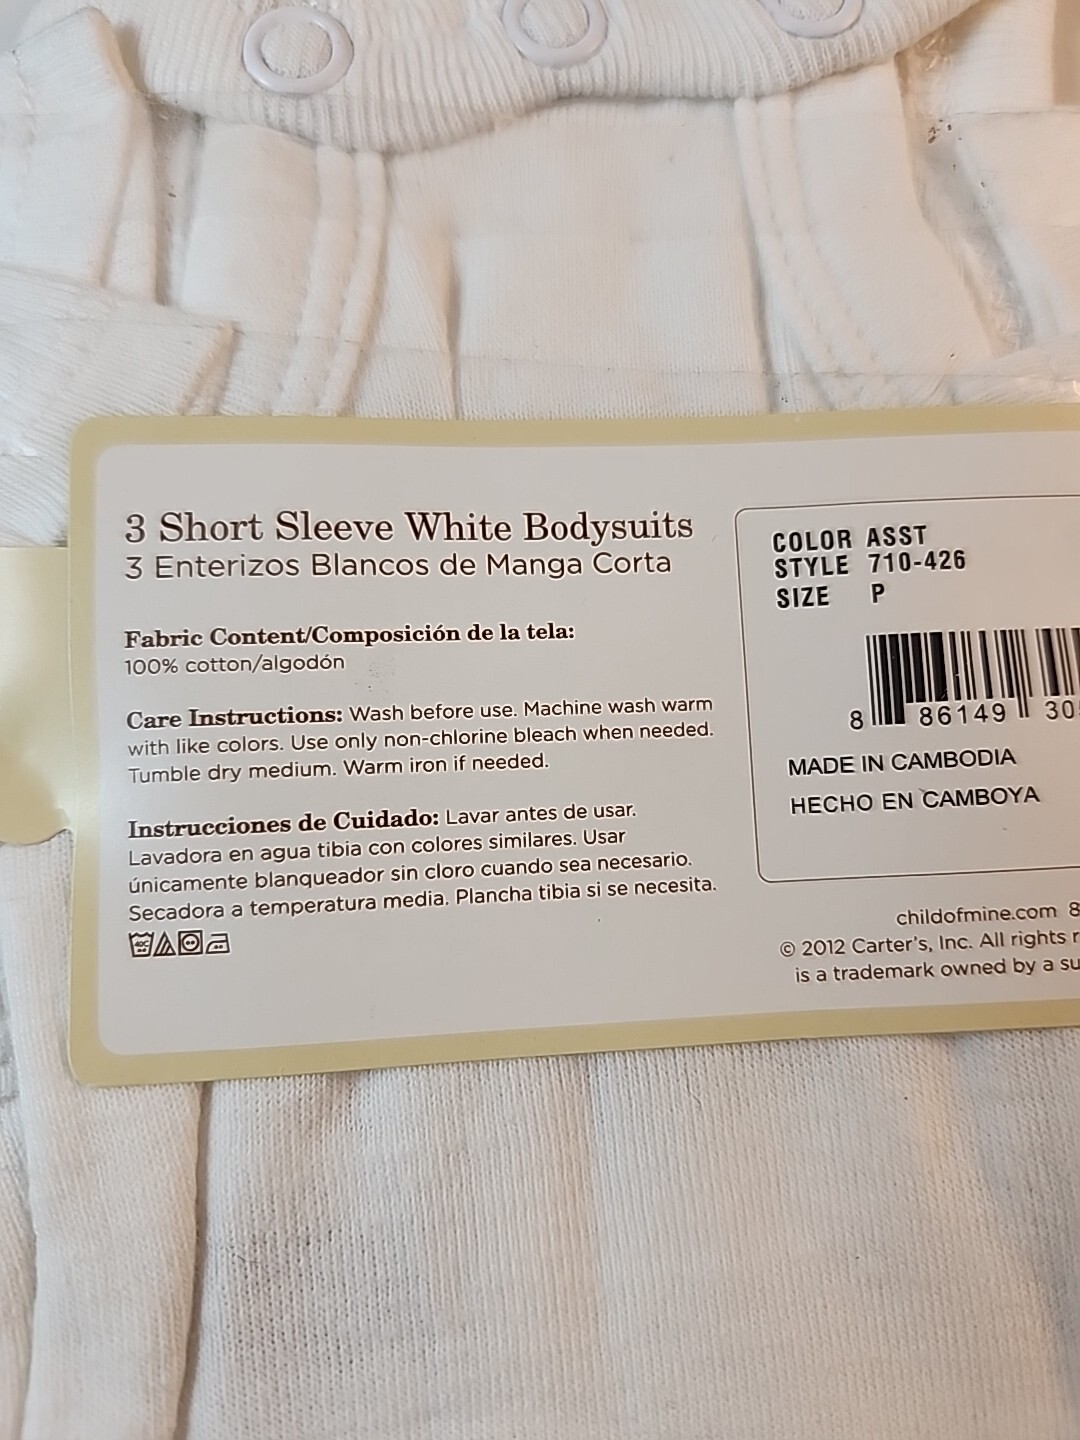 3 Short Sleeve White Bodysuits
3 Enterizos Blancos de Manga Corta
Fabric Content/Composición de la tela:
100% cotton/algodón
Care Instructions: Wash before use. Machine wash warm
with like colors. Use only non-chlorine bleach when needed.
Tumble dry medium. Warm iron if needed.
Instrucciones de Cuidado: Lavar antes de usar.
Lavadora en agua tibia con colores similares. Usar
únicamente blanqueador sin cloro cuando sea necesario.
Secadora a temperatura media. Plancha tibia si se necesita.
40C
COLOR ASST
STYLE 710-426
SIZE P
8 86149 30
MADE IN CAMBODIA
HECHO EN CAMBOYA
childofmine.com 8
© 2012 Carter's, Inc. All rights r
is a trademark owned by a su